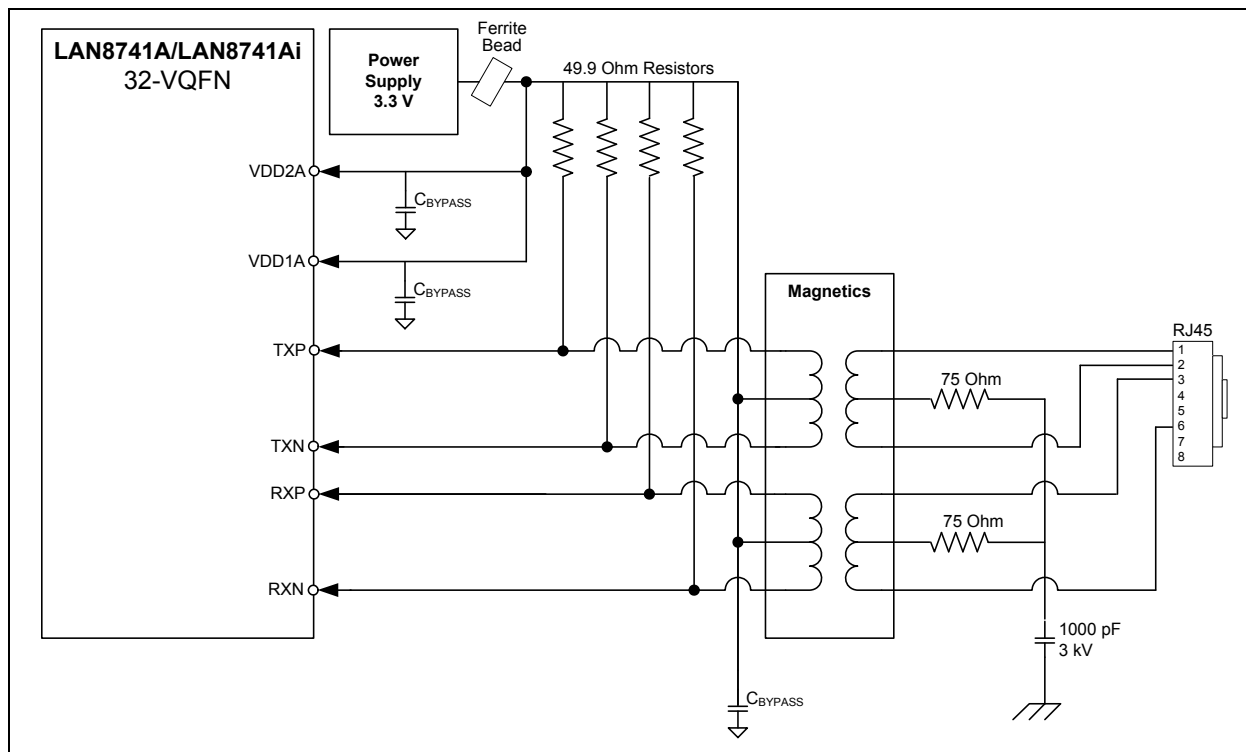 LAN8741A/LAN8741Ai
32-VQFN
Power
Supply
3.3 V
Ferrite
Bead
49.9 Ohm Resistors
VDD2A
CBYPASS
VDD1A
CBYPASS
TXP
TXN
RXP
RXN
Magnetics
75 Ohm
75 Ohm
RJ45
1
2
3
4
5
6
7
8
1000 pF
3 kV
CBYPASS